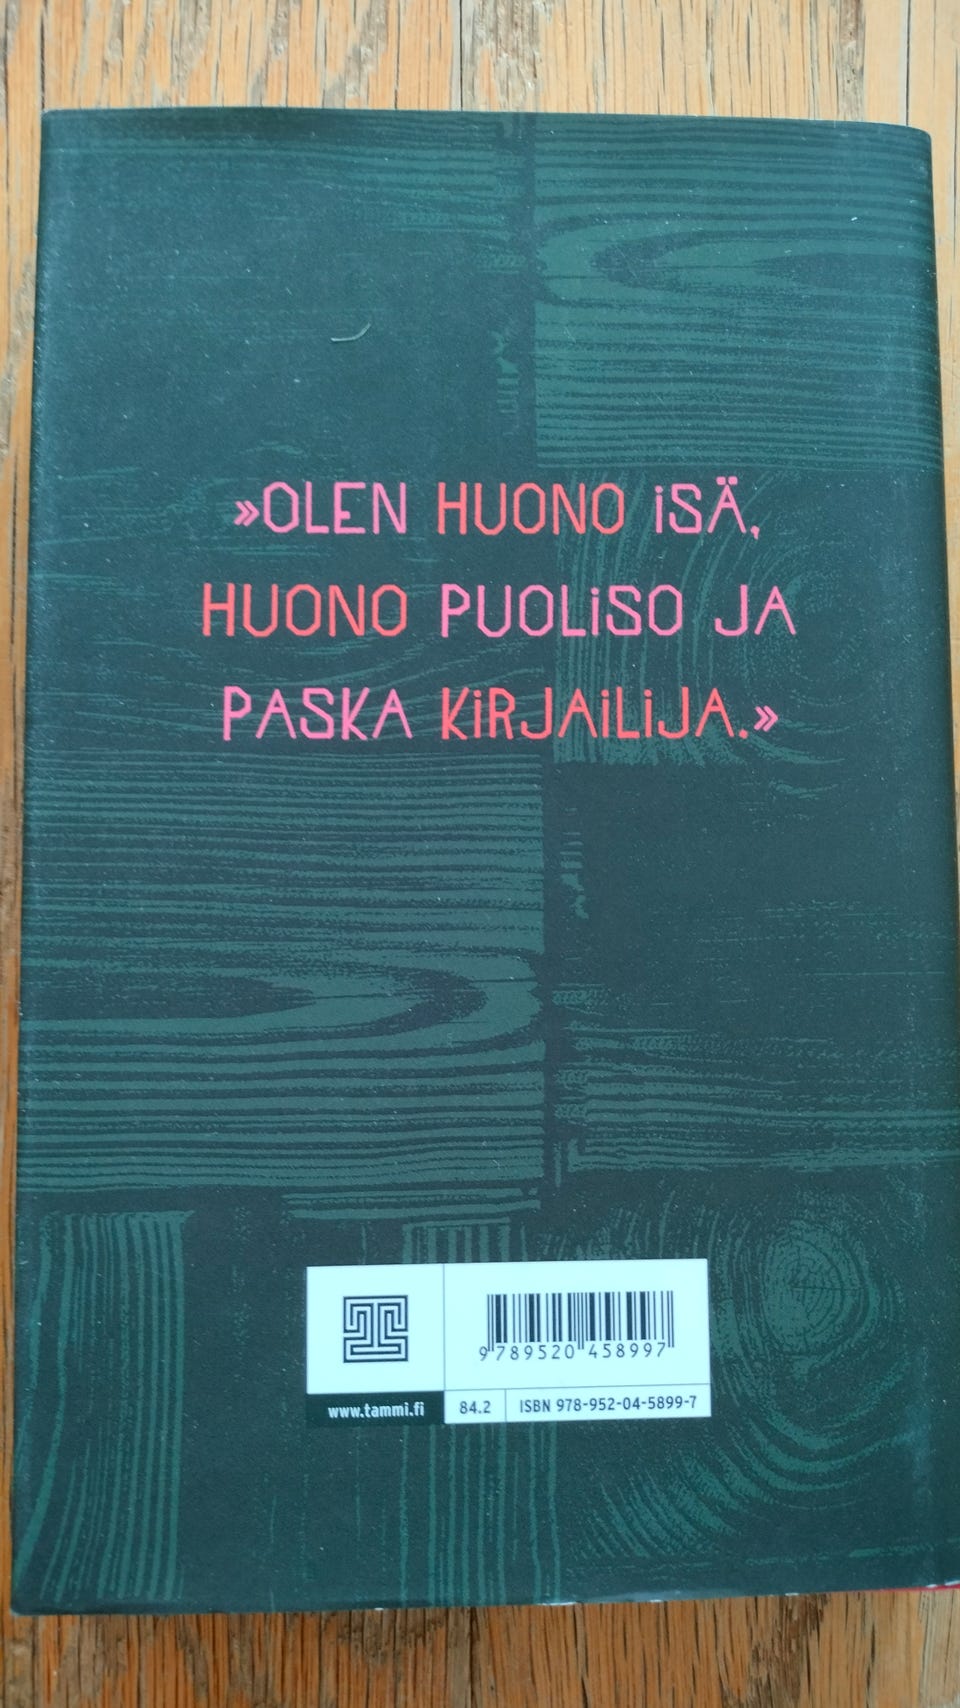 »OLEN HUONO iSÄ,
HUONO PUOLiSO JA
PASKA KiRJAiLiJA.»
9 789520 458997
www.tammi.fi
84.2
ISBN 978-952-04-5899-7